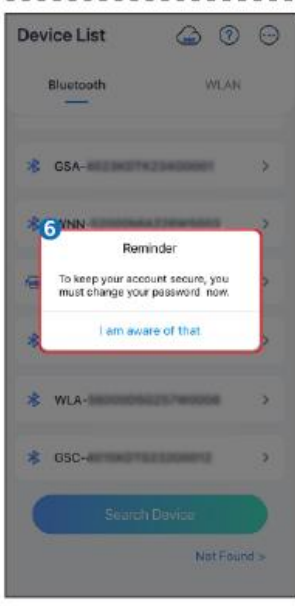 Device List
Bluetooth WLAN
GSA-
6
WNN
Reminder
To keep your account secure, you
must change your password now.
I am aware of that
WLA-
GSC-
Search Device
Not Found >